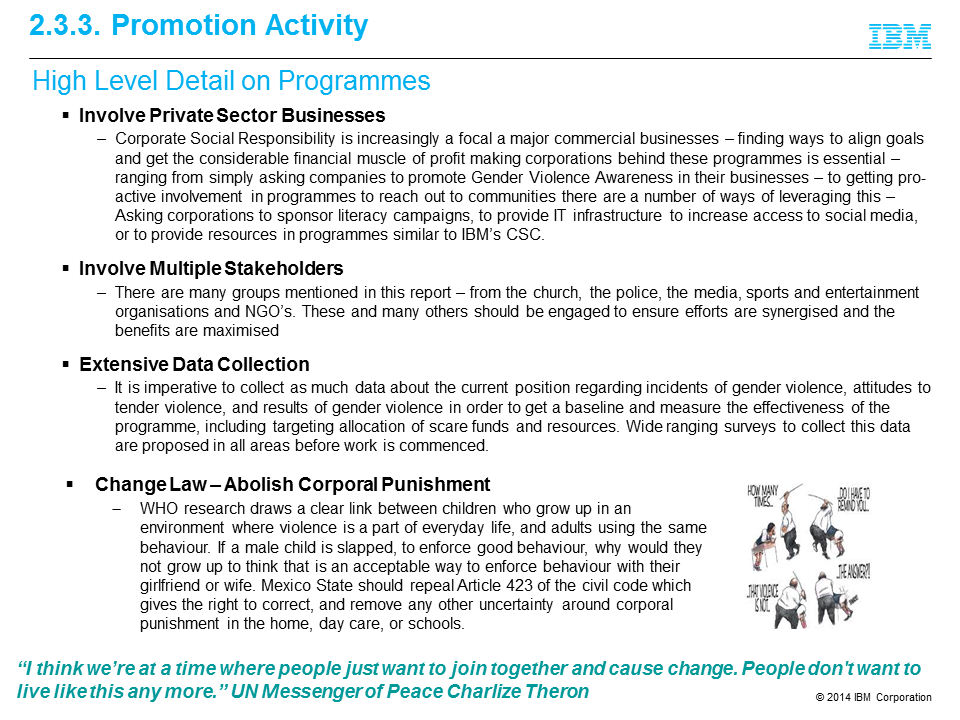 2.3.3. Promotion Activity
IBM
High Level Detail on Programmes
▪ Involve Private Sector Businesses
– Corporate Social Responsibility is increasingly a focal a major commercial businesses – finding ways to align goals
and get the considerable financial muscle of profit making corporations behind these programmes is essential –
ranging from simply asking companies to promote Gender Violence Awareness in their businesses – to getting pro-
active involvement in programmes to reach out to communities there are a number of ways of leveraging this –
Asking corporations to sponsor literacy campaigns, to provide IT infrastructure to increase access to social media,
or to provide resources in programmes similar to IBM's CSC.
▪ Involve Multiple Stakeholders
– There are many groups mentioned in this report – from the church, the police, the media, sports and entertainment
organisations and NGO's. These and many others should be engaged to ensure efforts are synergised and the
benefits are maximised
▪ Extensive Data Collection
– It is imperative to collect as much data about the current position regarding incidents of gender violence, attitudes to
tender violence, and results of gender violence in order to get a baseline and measure the effectiveness of the
programme, including targeting allocation of scare funds and resources. Wide ranging surveys to collect this data
are proposed in all areas before work is commenced.
▪ Change Law – Abolish Corporal Punishment
– WHO research draws a clear link between children who grow up in an
environment where violence is a part of everyday life, and adults using the same
behaviour. If a male child is slapped, to enforce good behaviour, why would they
not grow up to think that is an acceptable way to enforce behaviour with their
girlfriend or wife. Mexico State should repeal Article 423 of the civil code which
gives the right to correct, and remove any other uncertainty around corporal
punishment in the home, day care, or schools.
HOW MANY
TIMES...
...DO I HAVE TO
REMIND YOU...
...THAT VIOLENCE
IS NOT..
...THE ANSWER?!
“I think we’re at a time where people just want to join together and cause change. People don't want to
live like this any more.” UN Messenger of Peace Charlize Theron
© 2014 IBM Corporation